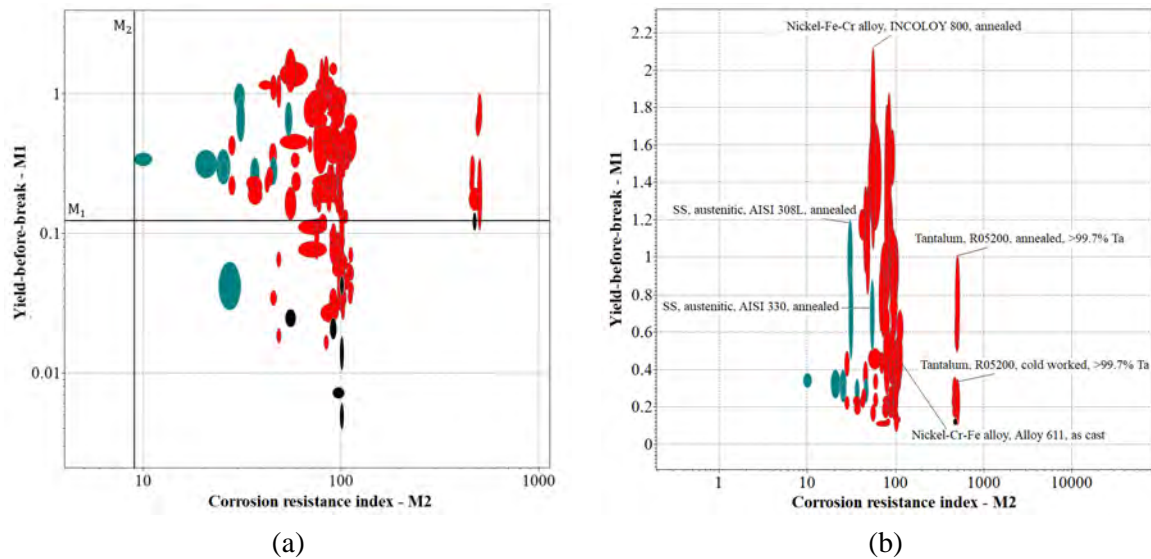 M₂
1
M₁
0.1
0.01
10
100
1000
Yield-before-break - M1
Corrosion resistance index - M2
(a)
Nickel-Fe-Cr alloy, INCOLOY 800, annealed
2.2
2
1.8
1.6
1.4
SS, austenitic, AISI 308L, annealed
1.2
Tantalum, R05200, annealed, >99.7% Ta
1
SS, austenitic, AISI 330, annealed
0.8
0.6
Tantalum, R05200, cold worked, >99.7% Ta
0.4
0.2
Nickel-Cr-Fe alloy, Alloy 611, as cast
0
1
10
100
1000
10000
Yield-before-break - M1
Corrosion resistance index - M2
(b)